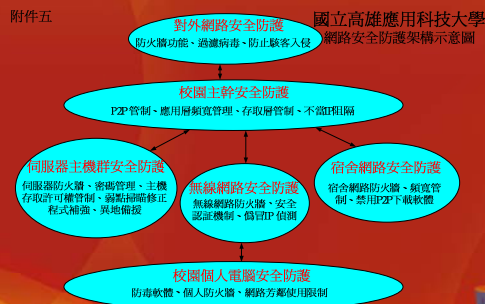 附件五
國立高雄應用科技大學
網路安全防護架構示意圖
對外網路安全防護
防火牆功能、過濾病毒、防止駭客入侵
校園主幹安全防護
P2P管制、應用層頻寬管理、存取層管制、不當IP阻隔
伺服器主機群安全防護
伺服器防火牆、密碼管理、主機
存取許可權管制、弱點掃瞄修正
程式補強、異地備援
無線網路安全防護
無線網路防火牆、安全
認証機制、偽冒IP偵測
宿舍網路安全防護
宿舍網路防火牆、頻寬管
制、禁用P2P下載軟體
校園個人電腦安全防護
防毒軟體、個人防火牆、網路芳鄰使用限制